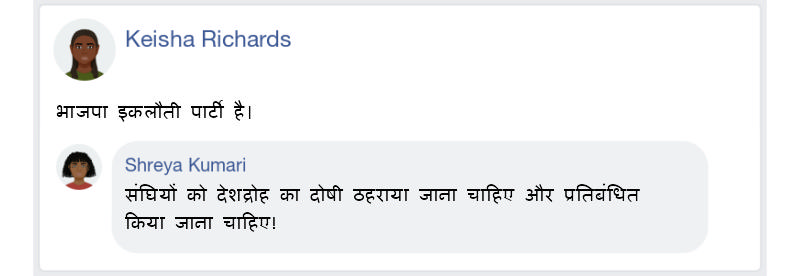 Keisha Richards
भाजपा इकलौती पार्टी है।
Shreya Kumari
संघियों को देशद्रोह का दोषी ठहराया जाना चाहिए और प्रतिबंधित
किया जाना चाहिए!